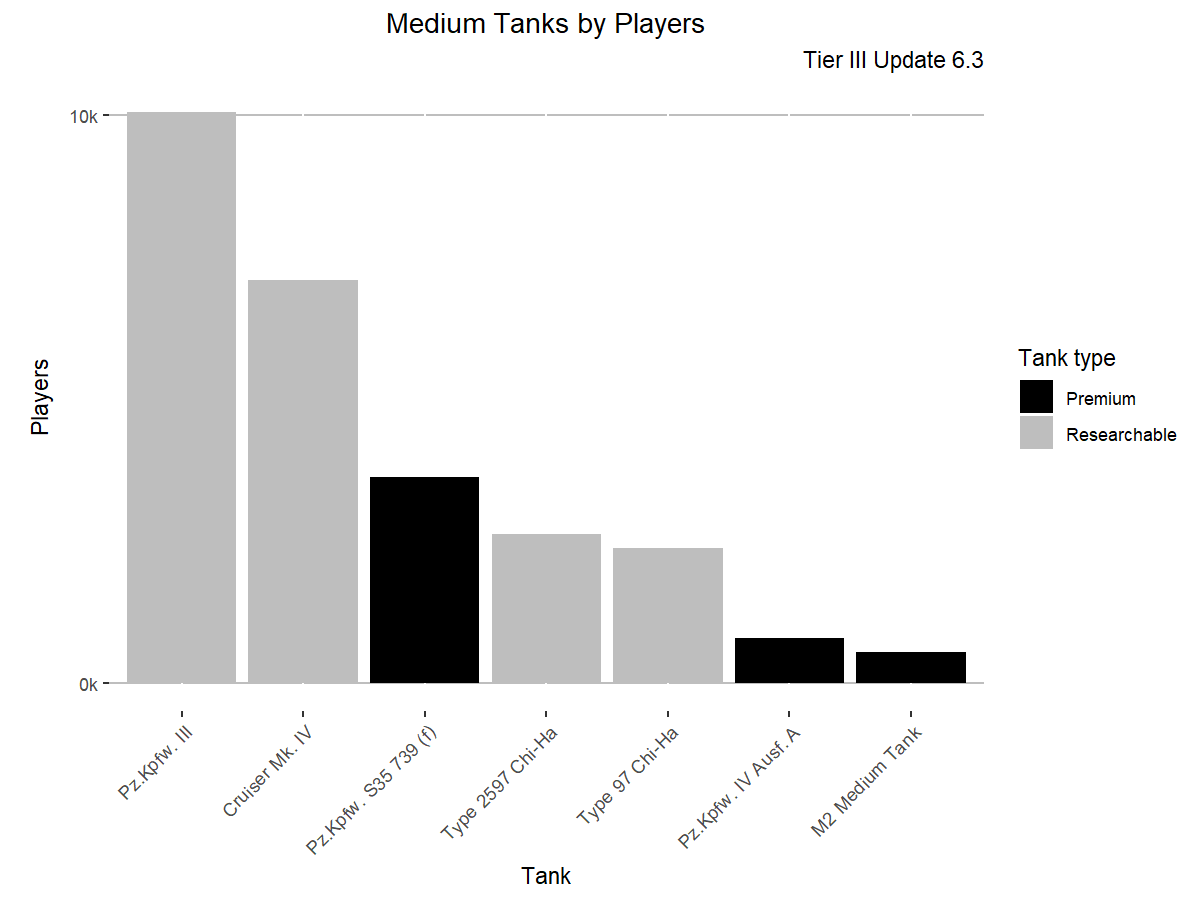 Medium Tanks by Players
Tier III Update 6.3
10k
0k
Players
Pz.Kpfw. III
Cruiser Mk. IV
Pz.Kpfw. S35 739 (f)
Type 2597 Chi-Ha
Type 97 Chi-Ha
Pz.Kpfw. IV Ausf. A
M2 Medium Tank
Tank
Tank type
Premium
Researchable